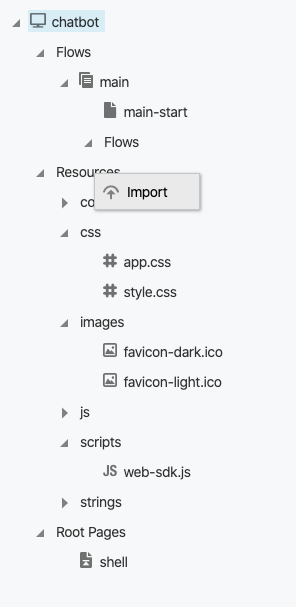 chatbot
Flows
main
main-start
Flows
Resources
Import
css
app.css
style.css
images
favicon-dark.ico
favicon-light.ico
js
scripts
JS web-sdk.js
strings
Root Pages
shell